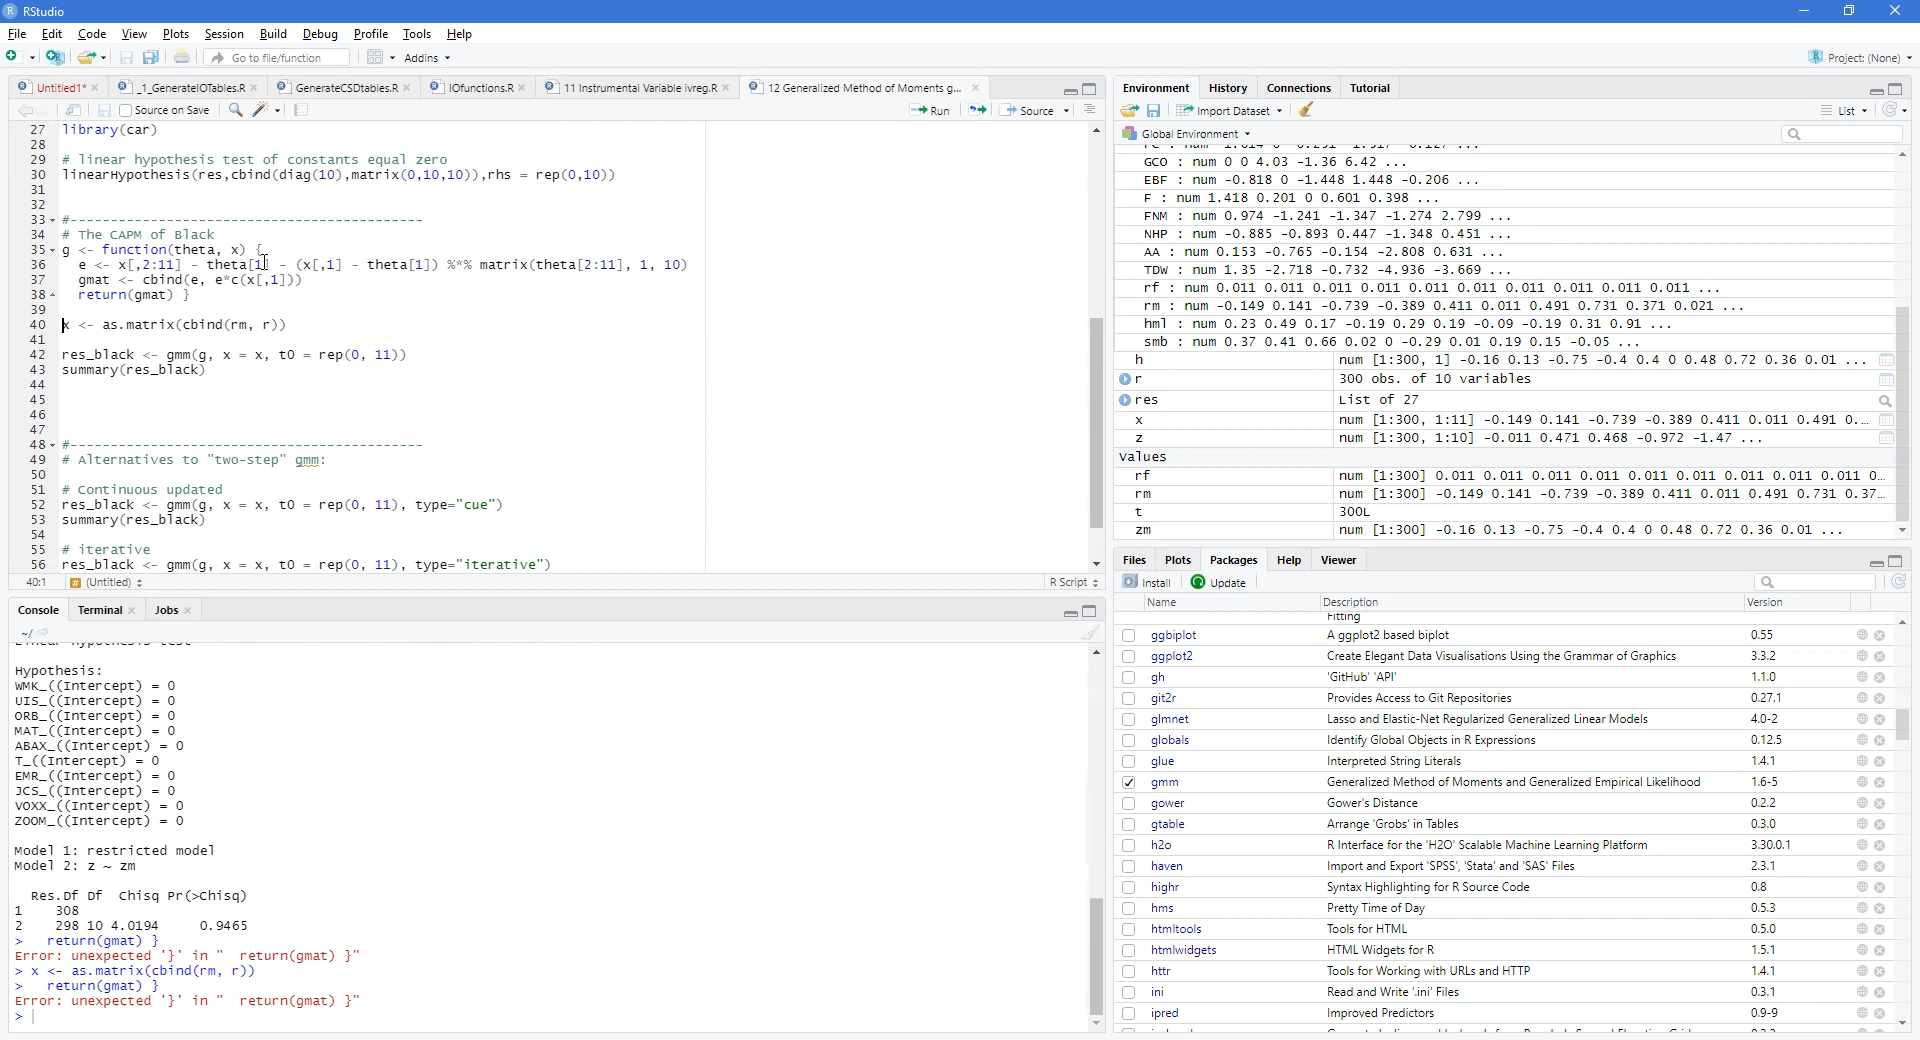 RStudio
File Edit Code View Plots Session Build Debug Profile Tools Help
Go to file/function Addins Project: (None)
Untitled1* _1_GenerateIOTables.R GenerateCSDtables.R IOfunctions.R 11 Instrumental Variable ivreg.R 12 Generalized Method of Moments g...
Source on Save Run Source
27 library(car)
28
29 # linear hypothesis test of constants equal zero
30 linearHypothesis(res,cbind(diag(10),matrix(0,10,10)),rhs = rep(0,10))
31
32
33 #--------------------------------------------
34 # The CAPM of Black
35 g <- function(theta, x) {
36 e <- x[,2:11] - theta[1] - (x[,1] - theta[1]) %*% matrix(theta[2:11], 1, 10)
37 gmat <- cbind(e, e*c(x[,1]))
38 return(gmat) }
39
40 x <- as.matrix(cbind(rm, r))
41
42 res_black <- gmm(g, x = x, t0 = rep(0, 11))
43 summary(res_black)
44
45
46
47
48 #--------------------------------------------
49 # Alternatives to "two-step" gmm:
50
51 # Continuous updated
52 res_black <- gmm(g, x = x, t0 = rep(0, 11), type="cue")
53 summary(res_black)
54
55 # iterative
56 res_black <- gmm(g, x = x, t0 = rep(0, 11), type="iterative")
40:1 (Untitled) R Script
Console Terminal Jobs
~/
Hypothesis:
WMK_((Intercept) = 0
UIS_((Intercept) = 0
ORB_((Intercept) = 0
MAT_((Intercept) = 0
ABAX_((Intercept) = 0
T_((Intercept) = 0
EMR_((Intercept) = 0
JCS_((Intercept) = 0
VOXX_((Intercept) = 0
ZOOM_((Intercept) = 0
Model 1: restricted model
Model 2: z ~ zm
Res.Df Df Chisq Pr(>Chisq)
1 308
2 298 10 4.0194 0.9465
> return(gmat) }
Error: unexpected '}' in " return(gmat) }"
> x <- as.matrix(cbind(rm, r))
> return(gmat) }
Error: unexpected '}' in " return(gmat) }"
>
Environment History Connections Tutorial
Import Dataset List
Global Environment
GCO : num 0 0 4.03 -1.36 6.42 ...
EBF : num -0.818 0 -1.448 1.448 -0.206 ...
F : num 1.418 0.201 0 0.601 0.398 ...
FNM : num 0.974 -1.241 -1.347 -1.274 2.799 ...
NHP : num -0.885 -0.893 0.447 -1.348 0.451 ...
AA : num 0.153 -0.765 -0.154 -2.808 0.631 ...
TDW : num 1.35 -2.718 -0.732 -4.936 -3.669 ...
rf : num 0.011 0.011 0.011 0.011 0.011 0.011 0.011 0.011 0.011 0.011 ...
rm : num -0.149 0.141 -0.739 -0.389 0.411 0.011 0.491 0.731 0.371 0.021 ...
hml : num 0.23 0.49 0.17 -0.19 0.29 0.19 -0.09 -0.19 0.31 0.91 ...
smb : num 0.37 0.41 0.66 0.02 0 -0.29 0.01 0.19 0.15 -0.05 ...
h num [1:300, 1] -0.16 0.13 -0.75 -0.4 0.4 0 0.48 0.72 0.36 0.01 ...
r 300 obs. of 10 variables
res List of 27
x num [1:300, 1:11] -0.149 0.141 -0.739 -0.389 0.411 0.011 0.491 0...
z num [1:300, 1:10] -0.011 0.471 0.468 -0.972 -1.47 ...
Values
rf num [1:300] 0.011 0.011 0.011 0.011 0.011 0.011 0.011 0.011 0.011 0...
rm num [1:300] -0.149 0.141 -0.739 -0.389 0.411 0.011 0.491 0.731 0.37...
t 300L
zm num [1:300] -0.16 0.13 -0.75 -0.4 0.4 0 0.48 0.72 0.36 0.01 ...
Files Plots Packages Help Viewer
Install Update
Name Description Version
Fitting
ggbiplot A ggplot2 based biplot 0.55
ggplot2 Create Elegant Data Visualisations Using the Grammar of Graphics 3.3.2
gh 'GitHub' 'API' 1.1.0
git2r Provides Access to Git Repositories 0.27.1
glmnet Lasso and Elastic-Net Regularized Generalized Linear Models 4.0-2
globals Identify Global Objects in R Expressions 0.12.5
glue Interpreted String Literals 1.4.1
gmm Generalized Method of Moments and Generalized Empirical Likelihood 1.6-5
gower Gower's Distance 0.2.2
gtable Arrange 'Grobs' in Tables 0.3.0
h2o R Interface for the 'H2O' Scalable Machine Learning Platform 3.30.0.1
haven Import and Export 'SPSS', 'Stata' and 'SAS' Files 2.3.1
highr Syntax Highlighting for R Source Code 0.8
hms Pretty Time of Day 0.5.3
htmltools Tools for HTML 0.5.0
htmlwidgets HTML Widgets for R 1.5.1
httr Tools for Working with URLs and HTTP 1.4.1
ini Read and Write '.ini' Files 0.3.1
ipred Improved Predictors 0.9-9